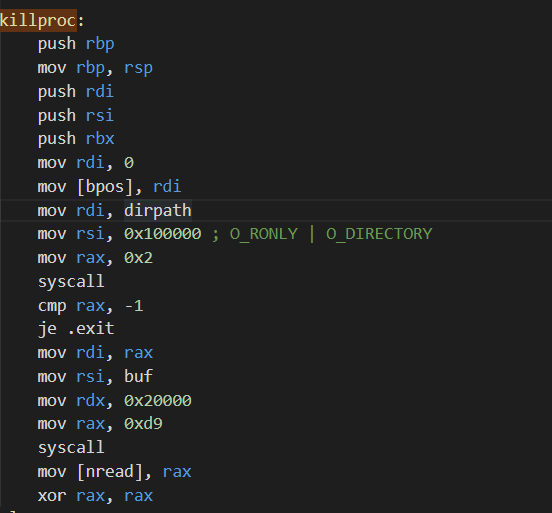 killproc:
push rbp
mov rbp, rsp
push rdi
push rsi
push rbx
mov rdi, 0
mov [bpos], rdi
mov rdi, dirpath
mov rsi, 0x100000 ; O_RONLY | O_DIRECTORY
mov rax, 0x2
syscall
cmp rax, -1
je .exit
mov rdi, rax
mov rsi, buf
mov rdx, 0x20000
mov rax, 0xd9
syscall
mov [nread], rax
xor rax, rax